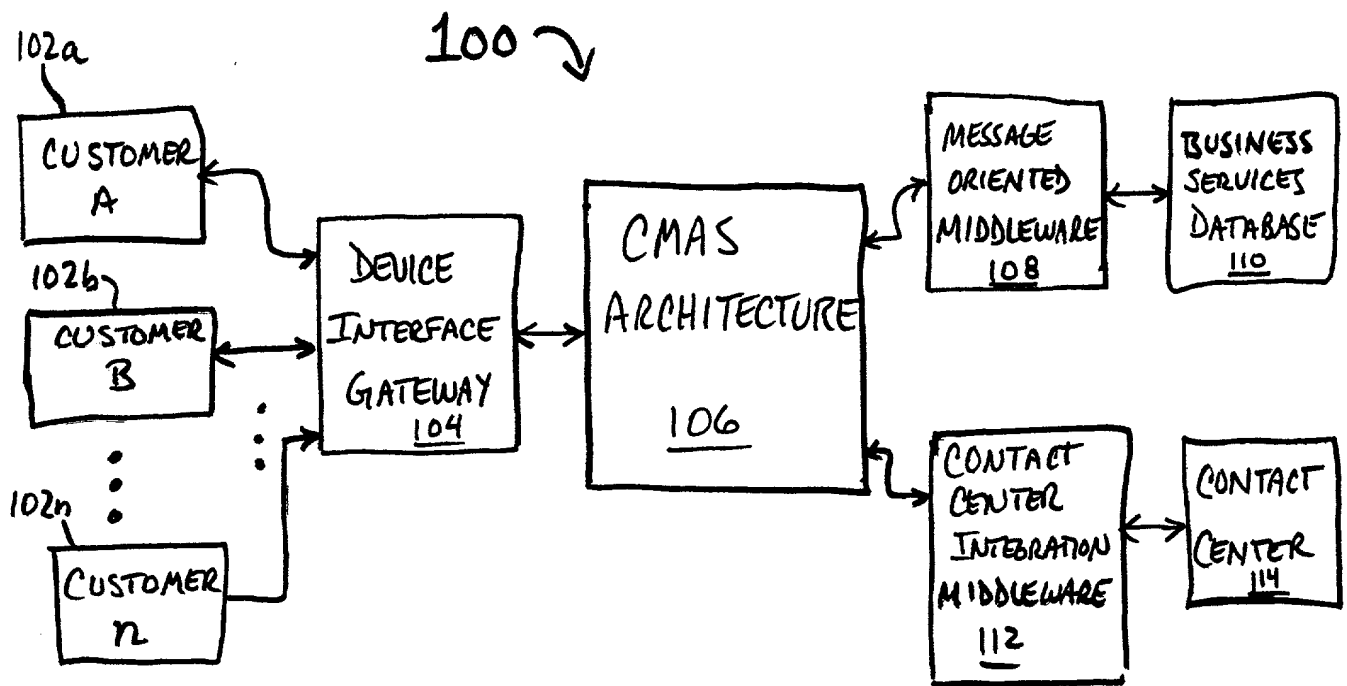 100
102a
CUSTOMER
A
102b
CUSTOMER
B
102n
CUSTOMER
n
DEVICE
INTERFACE
GATEWAY
104
CMAS
ARCHITECTURE
106
MESSAGE
ORIENTED
MIDDLEWARE
108
BUSINESS
SERVICES
DATABASE
110
CONTACT
CENTER
INTEGRATION
MIDDLEWARE
112
CONTACT
CENTER
114